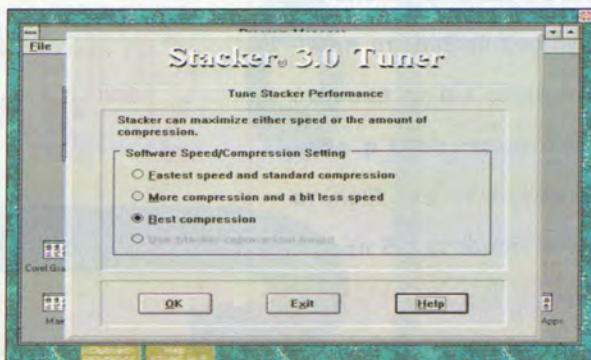 File
Stacker® 3.0 Tuner
Tune Stacker Performance
Stacker can maximize either speed or the amount of
compression.
Software Speed/Compression Setting
Fastest speed and standard compression
More compression and a bit less speed
Best compression
Use Stacker
Corel
OK
Exit
Help
Apps